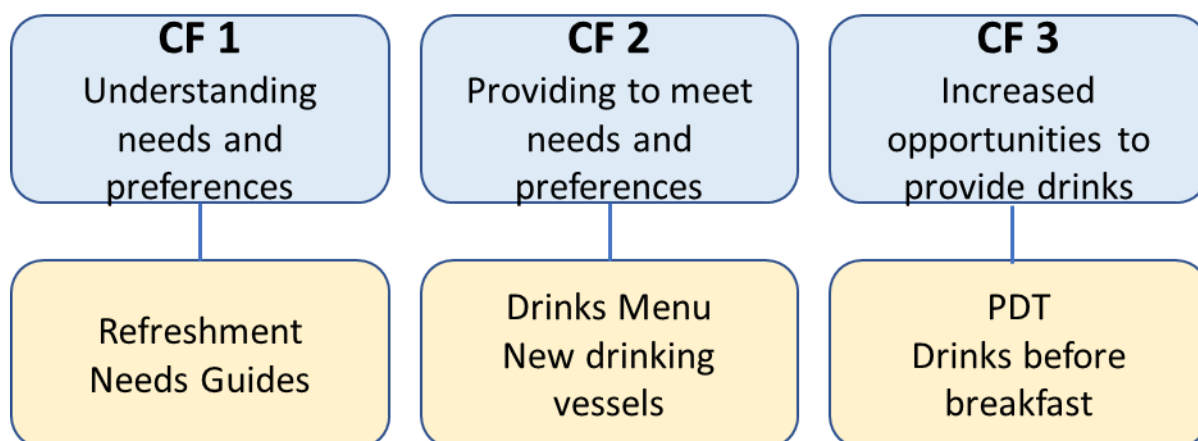 CF 1
Understanding
needs and
preferences
CF 2
Providing to meet
needs and
preferences
CF 3
Increased
opportunities to
provide drinks
Refreshment
Needs Guides
Drinks Menu
New drinking
vessels
PDT
Drinks before
breakfast